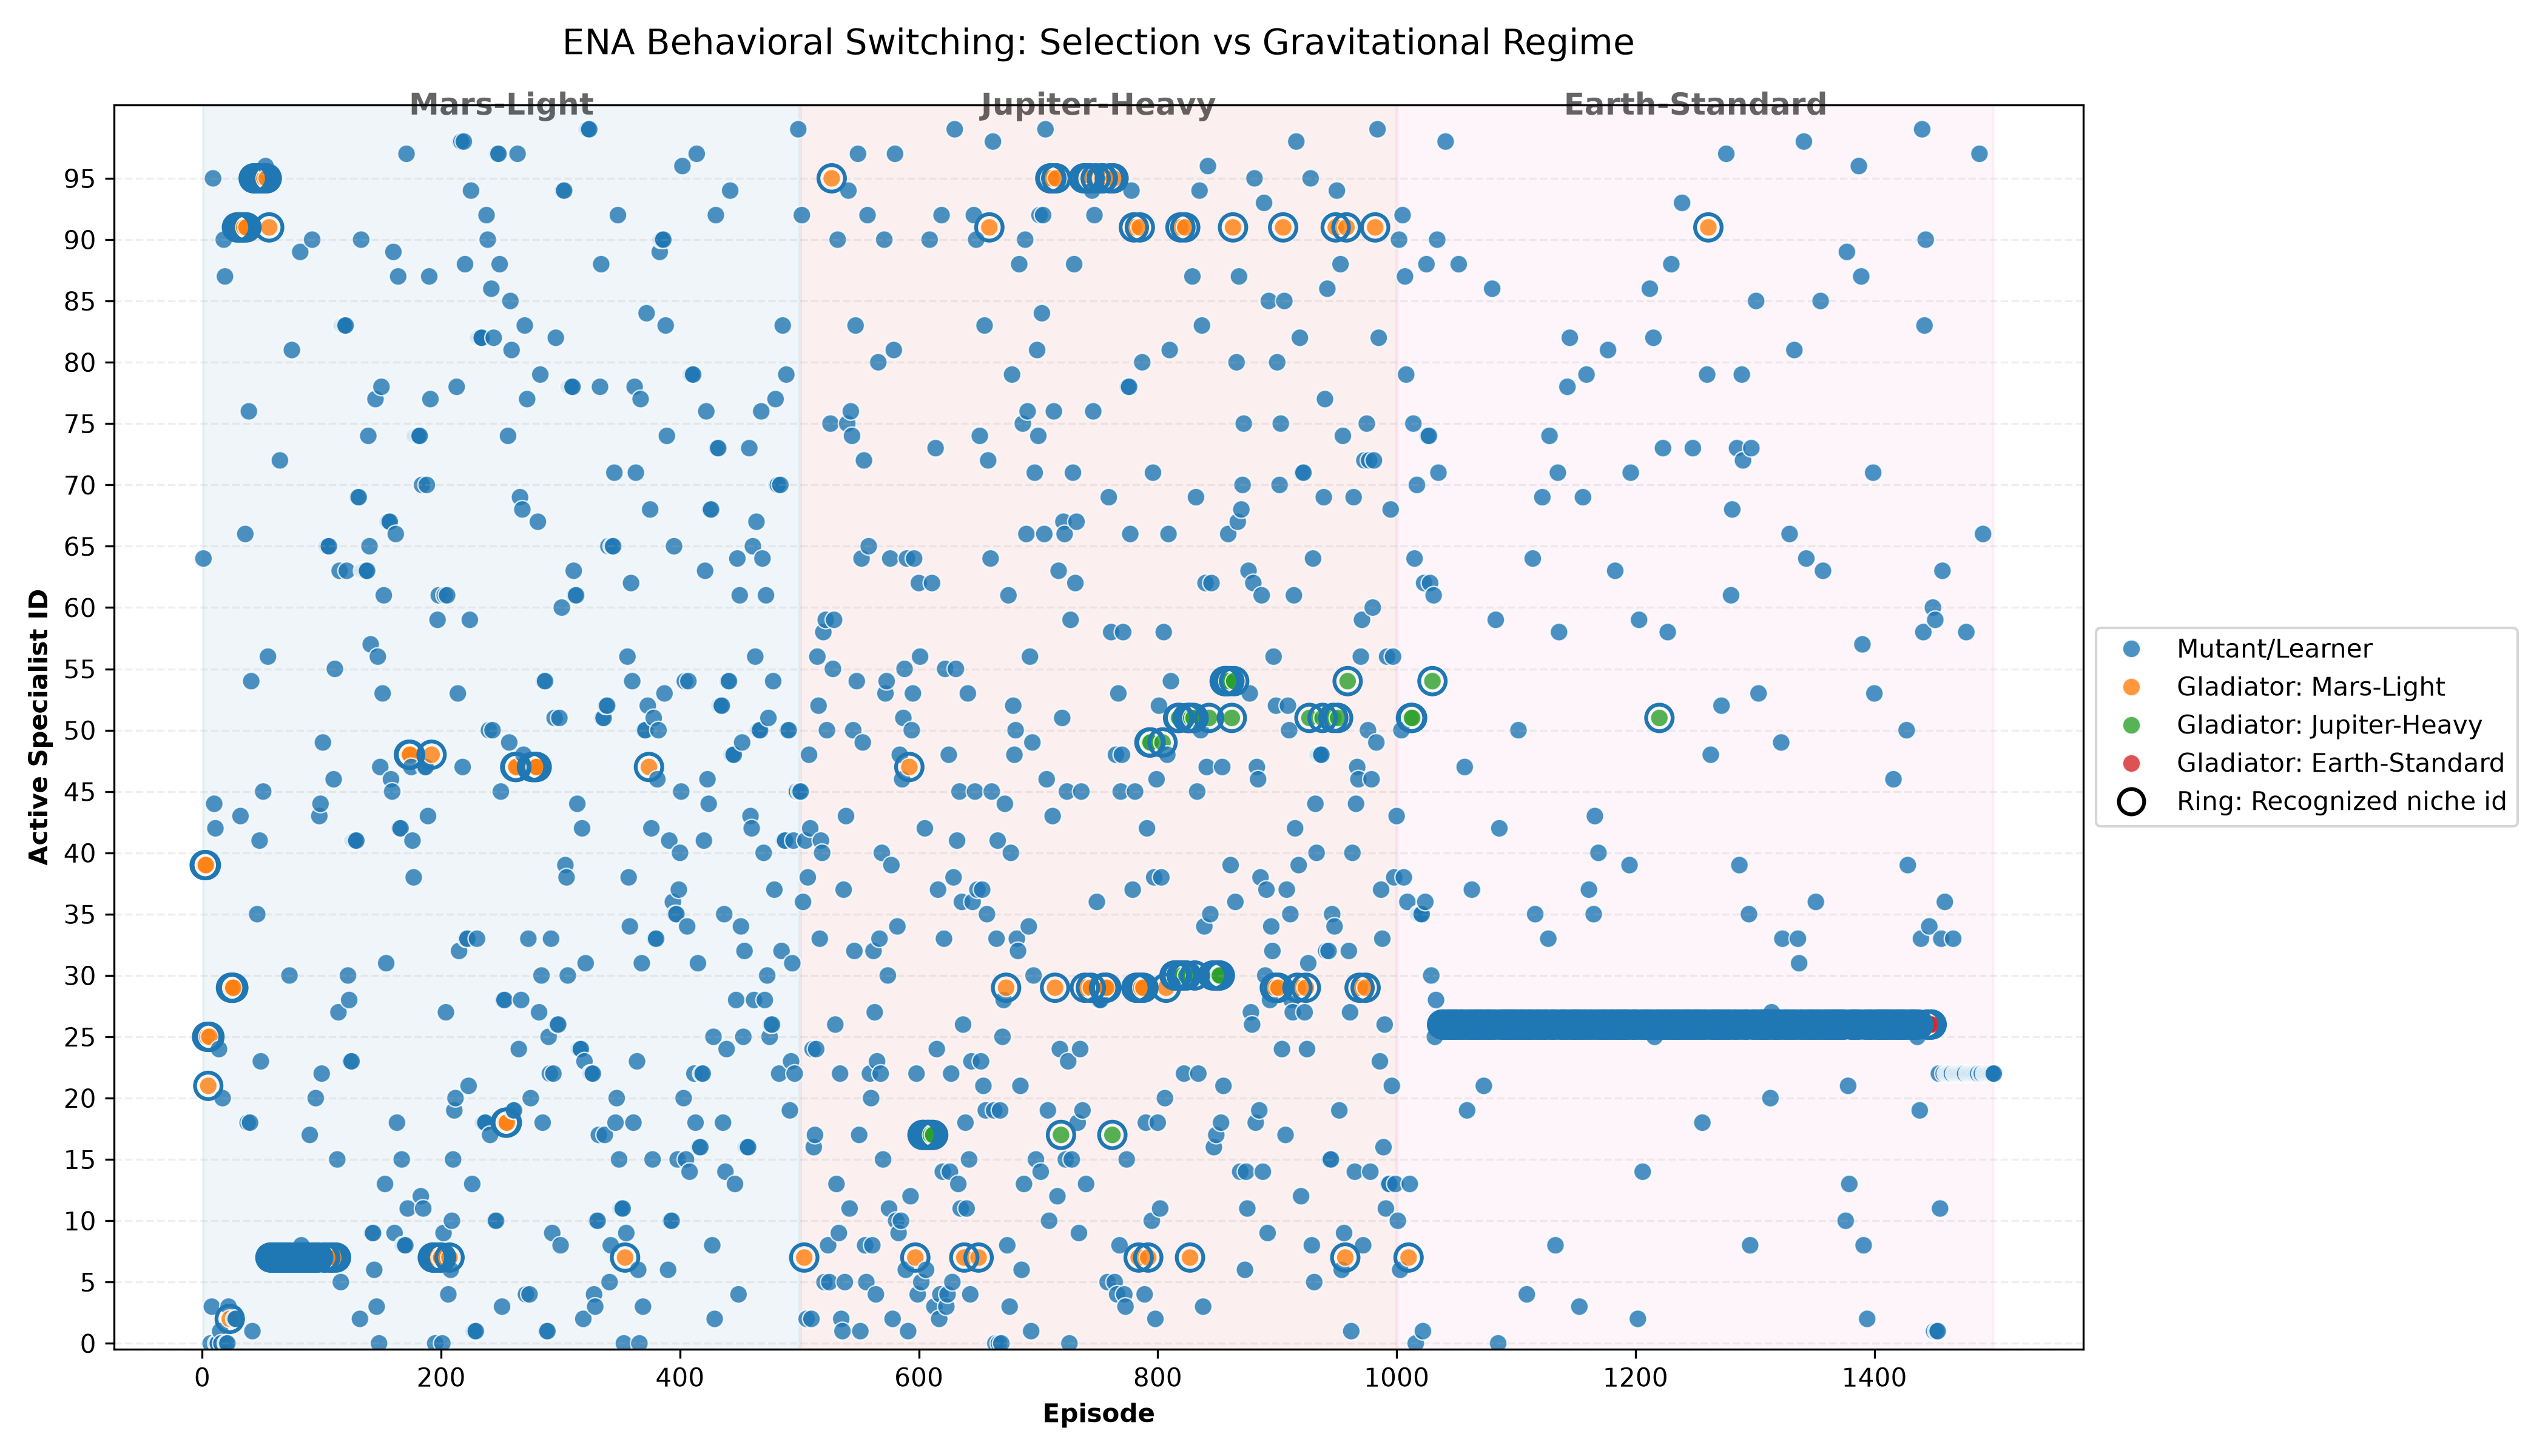 ENA Behavioral Switching: Selection vs Gravitational Regime
Mars-Light
Jupiter-Heavy
Earth-Standard
Active Specialist ID
95
90
85
80
75
70
65
60
55
50
45
40
35
30
25
20
15
10
5
0
0
200
400
600
800
1000
1200
1400
Episode
Mutant/Learner
Gladiator: Mars-Light
Gladiator: Jupiter-Heavy
Gladiator: Earth-Standard
Ring: Recognized niche id